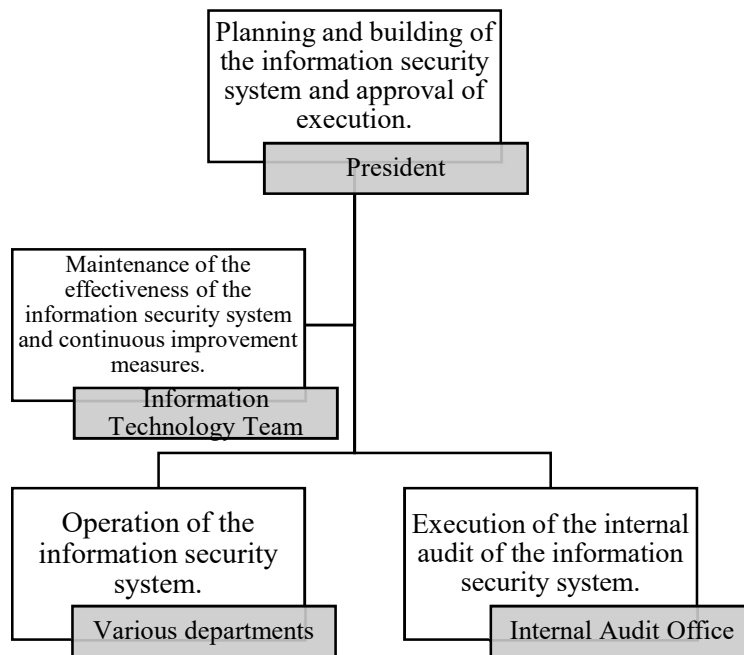 Planning and building of
the information security
system and approval of
execution.
President
Maintenance of the
effectiveness of the
information security system
and continuous improvement
measures.
Information
Technology Team
Operation of the
information security
system.
Various departments
Execution of the internal
audit of the information
security system.
Internal Audit Office